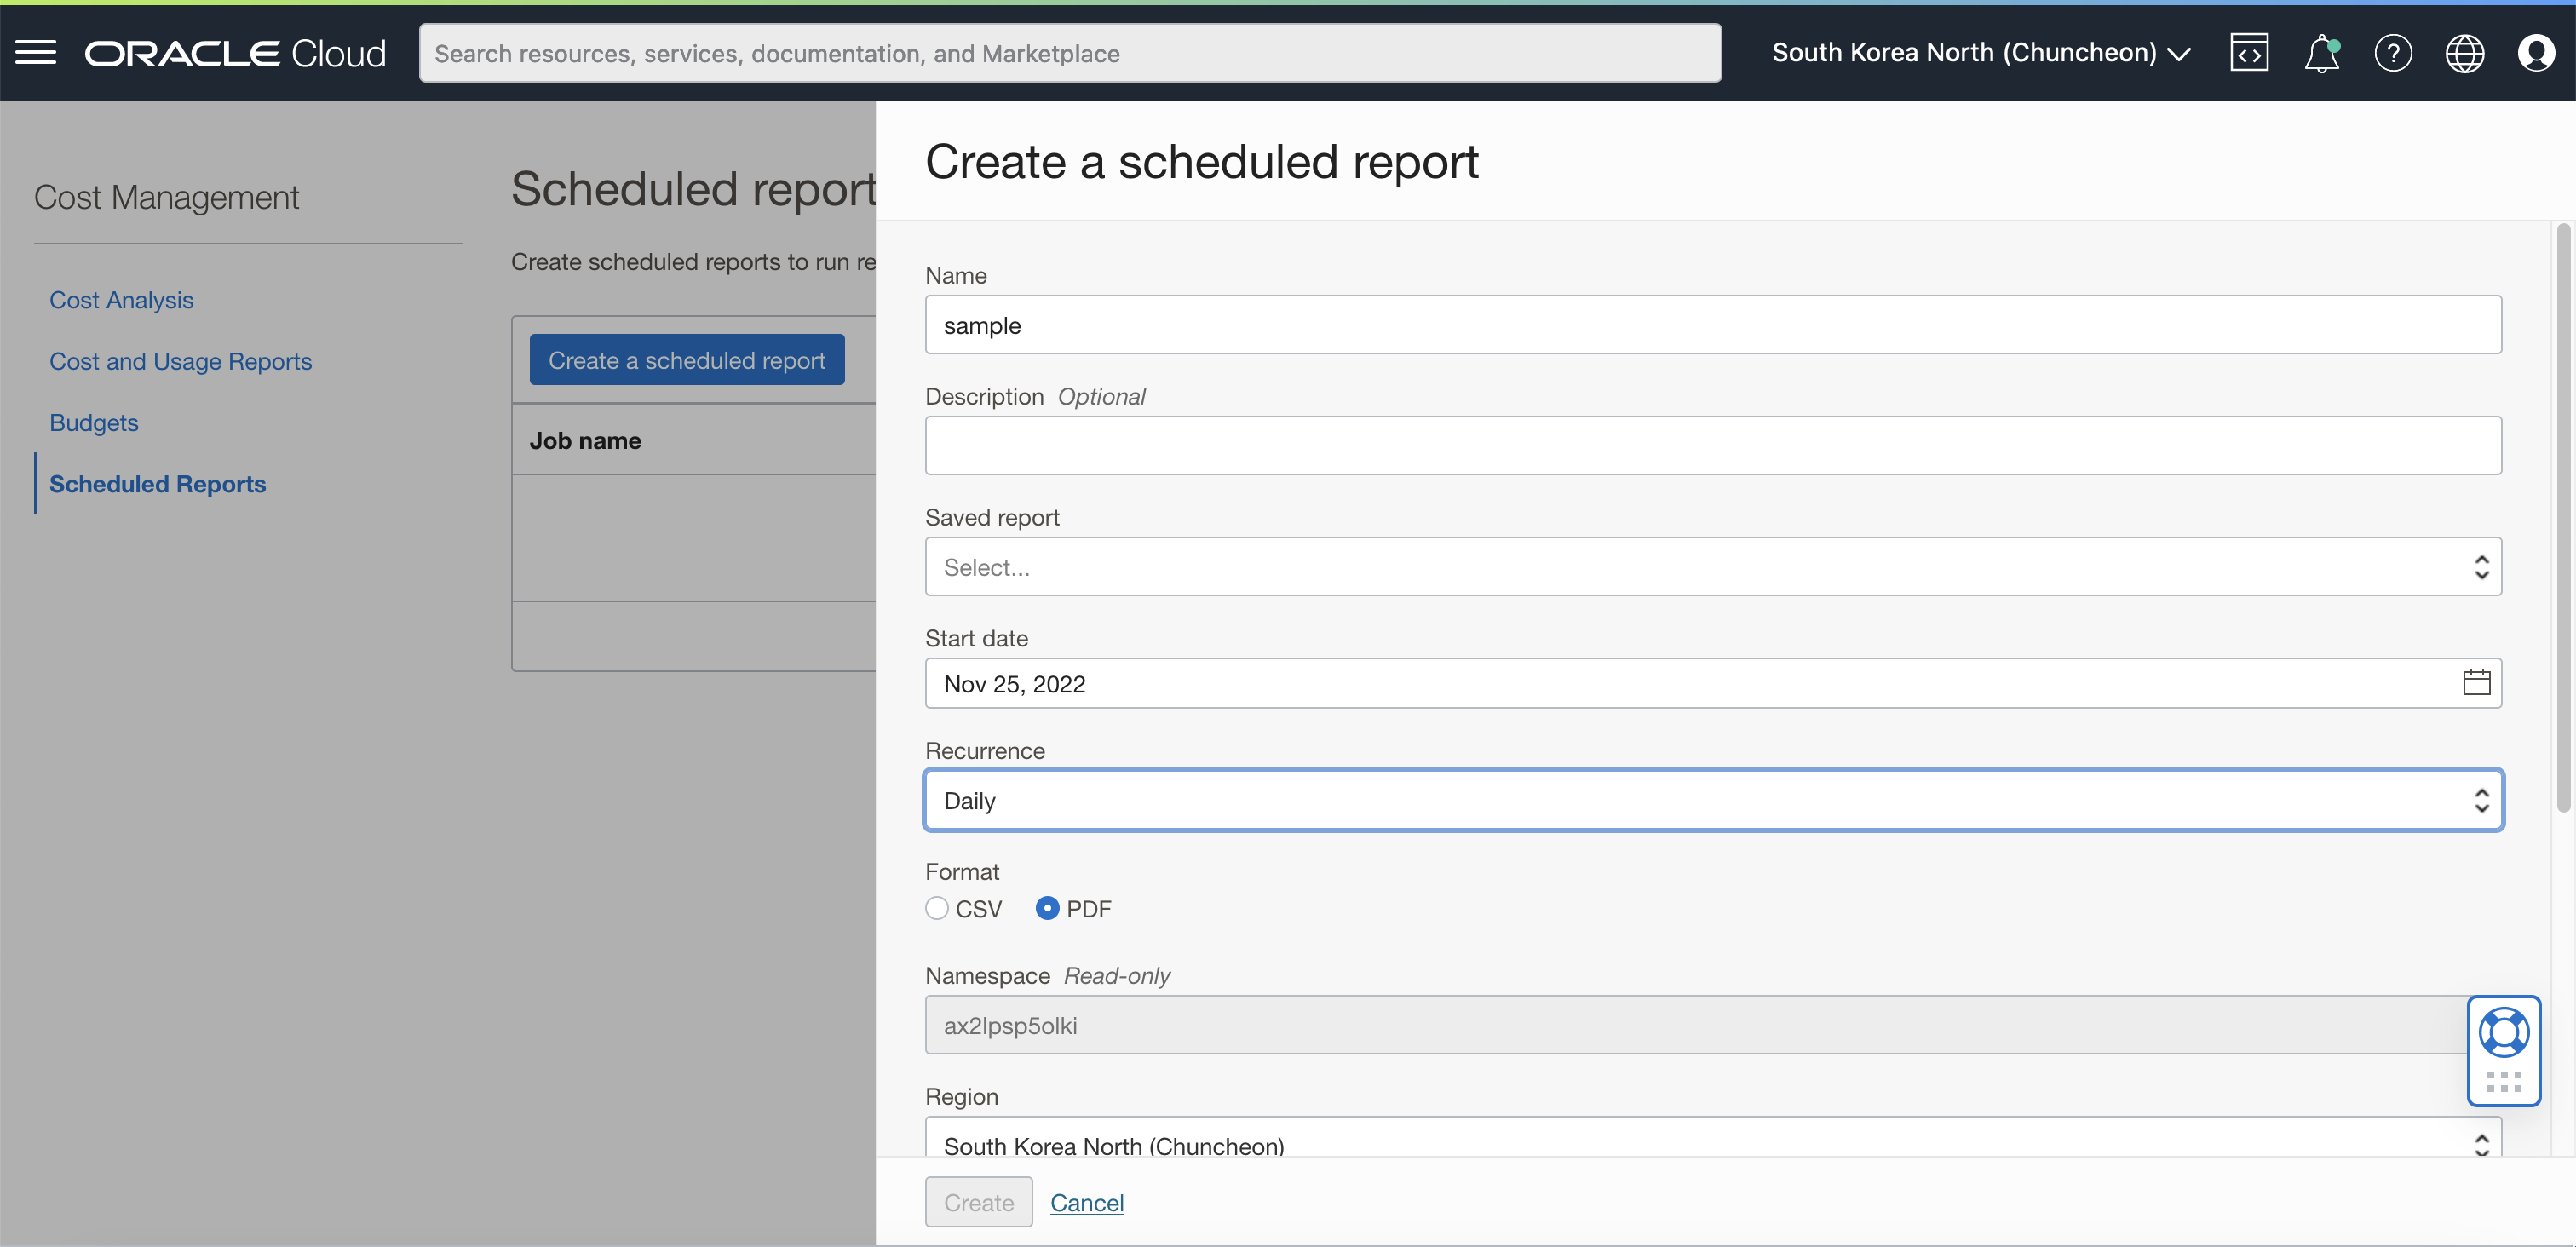 ORACLE Cloud
Search resources, services, documentation, and Marketplace
South Korea North (Chuncheon)
Cost Management
Cost Analysis
Cost and Usage Reports
Budgets
Scheduled Reports
Scheduled report
Create scheduled reports to run re
Create a scheduled report
Job name
Create a scheduled report
Name
sample
Description Optional
Saved report
Select...
Start date
Nov 25, 2022
Recurrence
Daily
Format
CSV PDF
Namespace Read-only
ax2lpsp5olki
Region
South Korea North (Chuncheon)
Create Cancel